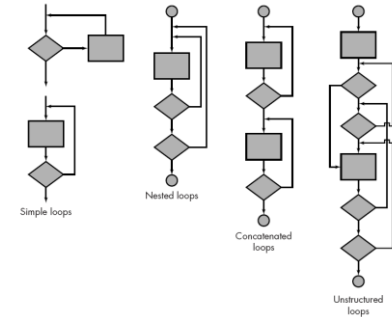 Simple loops
Nested loops
Concatenated
loops
Unstructured
loops